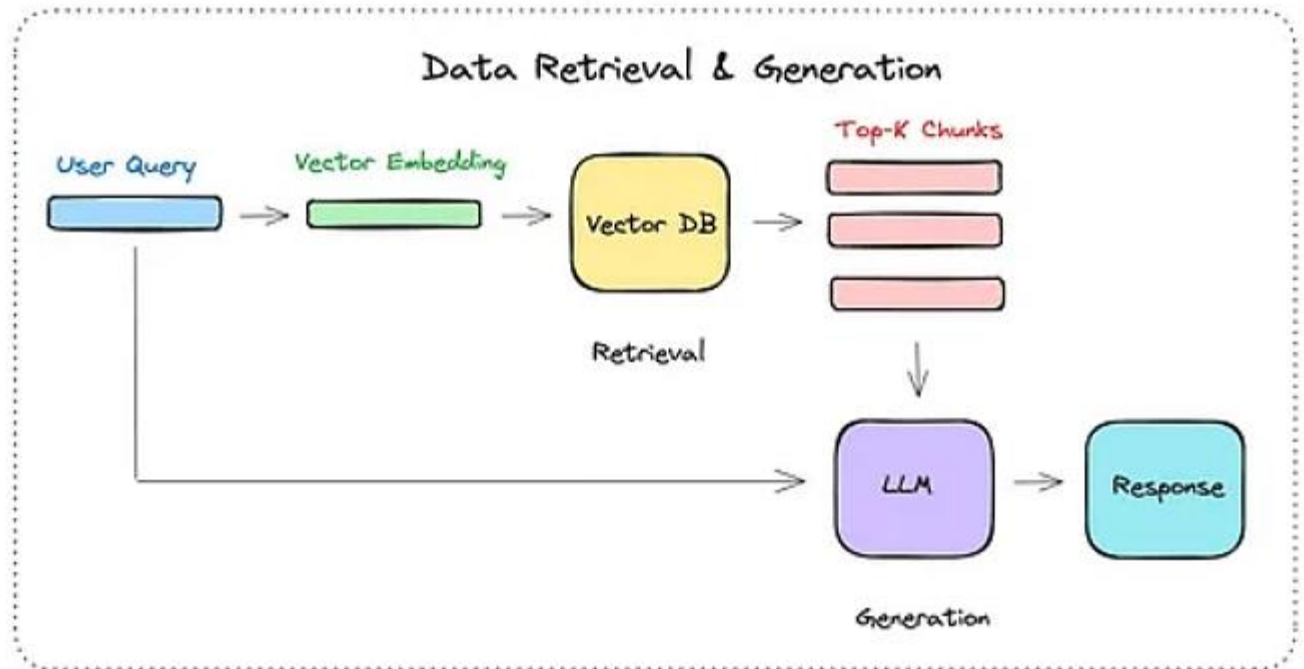 Data Retrieval & Generation
Top-K Chunks
User Query
Vector Embedding
Vector DB
Retrieval
LLM
Response
Generation